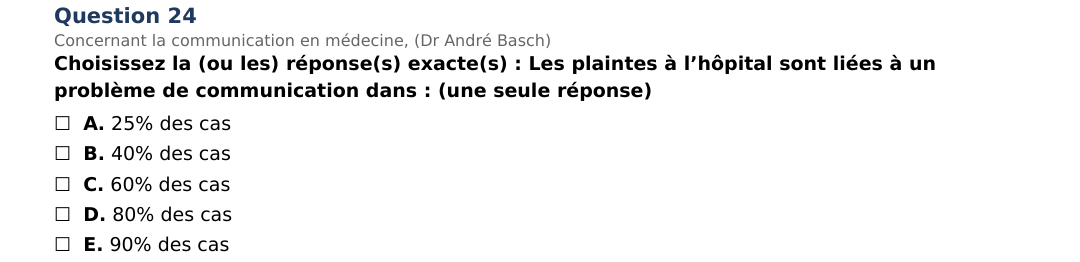 Question 24
Concernant la communication en médecine, (Dr André Basch)
Choisissez la (ou les) réponse(s) exacte(s) : Les plaintes à l’hôpital sont liées à un
problème de communication dans : (une seule réponse)
☐ A. 25% des cas
☐ B. 40% des cas
☐ C. 60% des cas
☐ D. 80% des cas
☐ E. 90% des cas